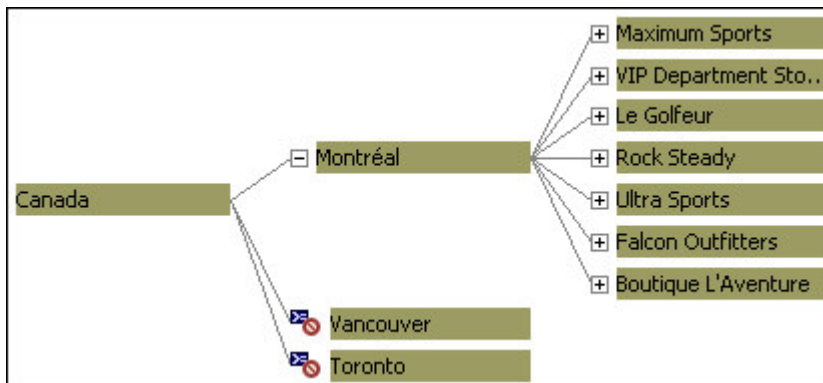 Canada
Montréal
Maximum Sports
VIP Department Sto..
Le Golfeur
Rock Steady
Ultra Sports
Falcon Outfitters
Boutique L'Aventure
Vancouver
Toronto